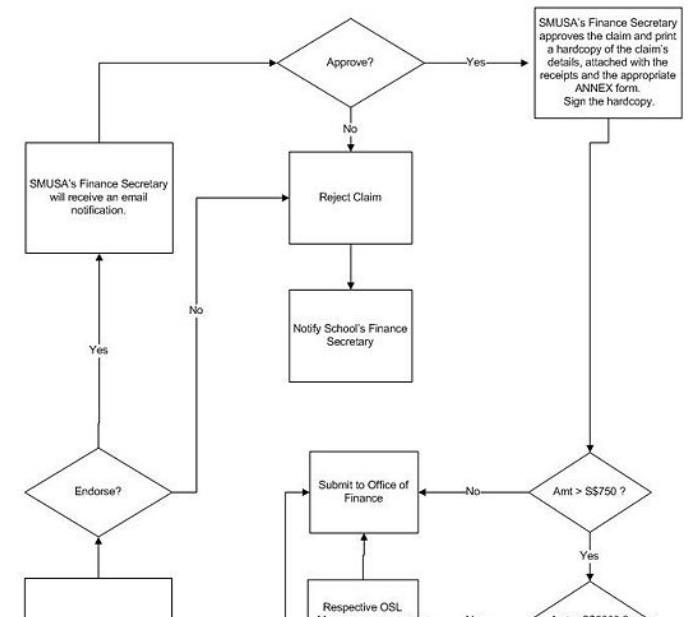 SMUSA's Finance Secretary
approves the claim and print
a hardcopy of the claim's
details, attached with the
receipts and the appropriate
ANNEX form.
Sign the hardcopy.
Approve?
Yes
No
SMUSA's Finance Secretary
will receive an email
notification.
Reject Claim
No
Notify School's Finance
Secretary
Yes
Submit to Office of
Finance
Endorse?
No
Amt > S$750 ?
Yes
Respective OSL